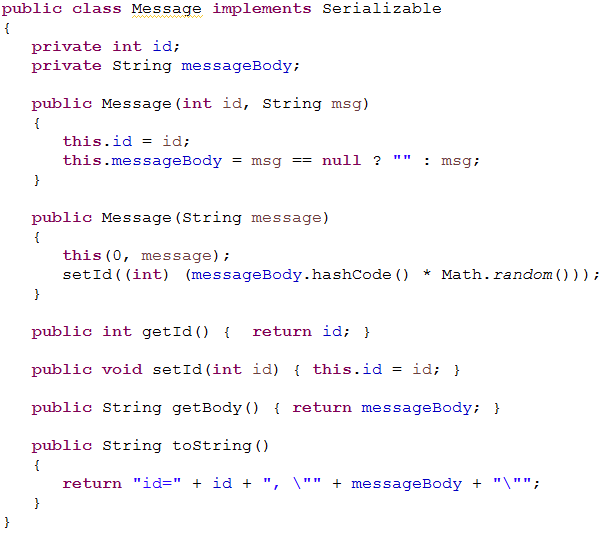 public class Message implements Serializable
{
   private int id;
   private String messageBody;

   public Message(int id, String msg)
   {
      this.id = id;
      this.messageBody = msg == null ? "" : msg;
   }

   public Message(String message)
   {
      this(0, message);
      setId((int) (messageBody.hashCode() * Math.random()));
   }

   public int getId() {  return id; }

   public void setId(int id) { this.id = id; }

   public String getBody() { return messageBody; }

   public String toString()
   {
      return "id=" + id + ", \"" + messageBody + "\"";
   }
}